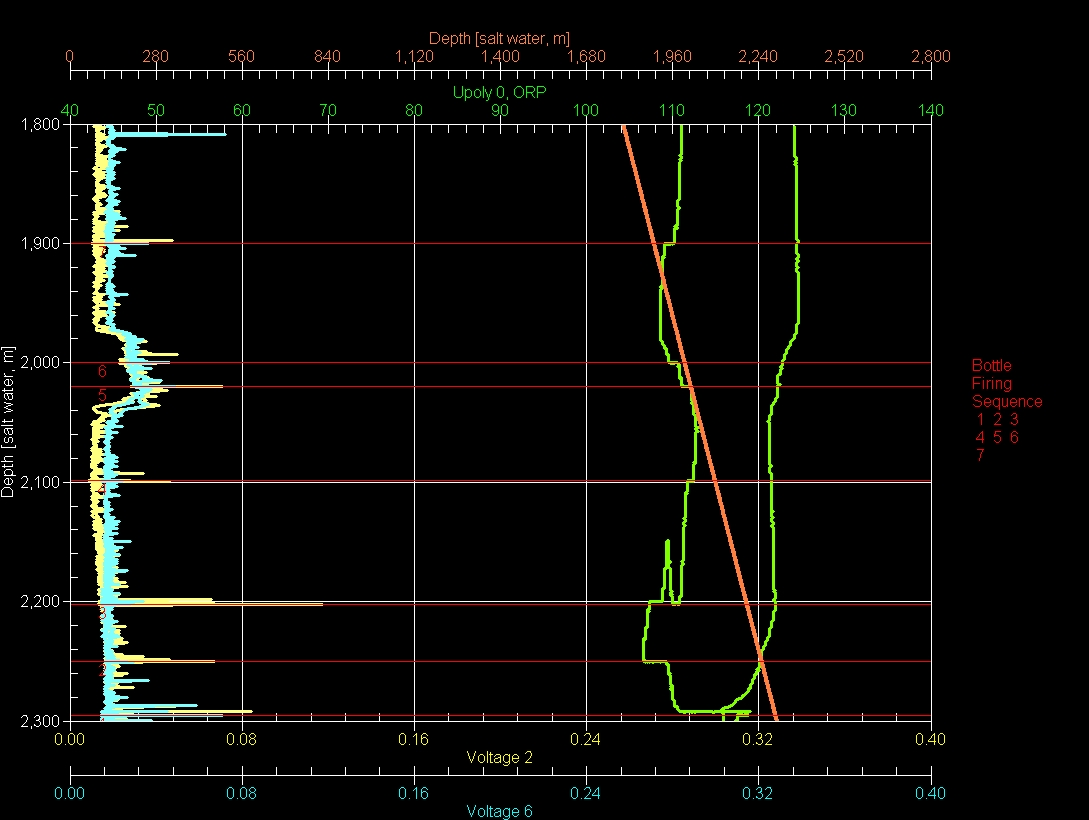 Depth [salt water, m]
0 280 560 840 1,120 1,400 1,680 1,960 2,240 2,520 2,800
Upoly 0, ORP
40 50 60 70 80 90 100 110 120 130 140
1,800
1,900
2,000
2,100
2,200
2,300
Depth [salt water, m]
6
5
4
3
2
Bottle
Firing
Sequence
1 2 3
4 5 6
7
0.00 0.08 0.16 0.24 0.32 0.40
Voltage 2
0.00 0.08 0.16 0.24 0.32 0.40
Voltage 6